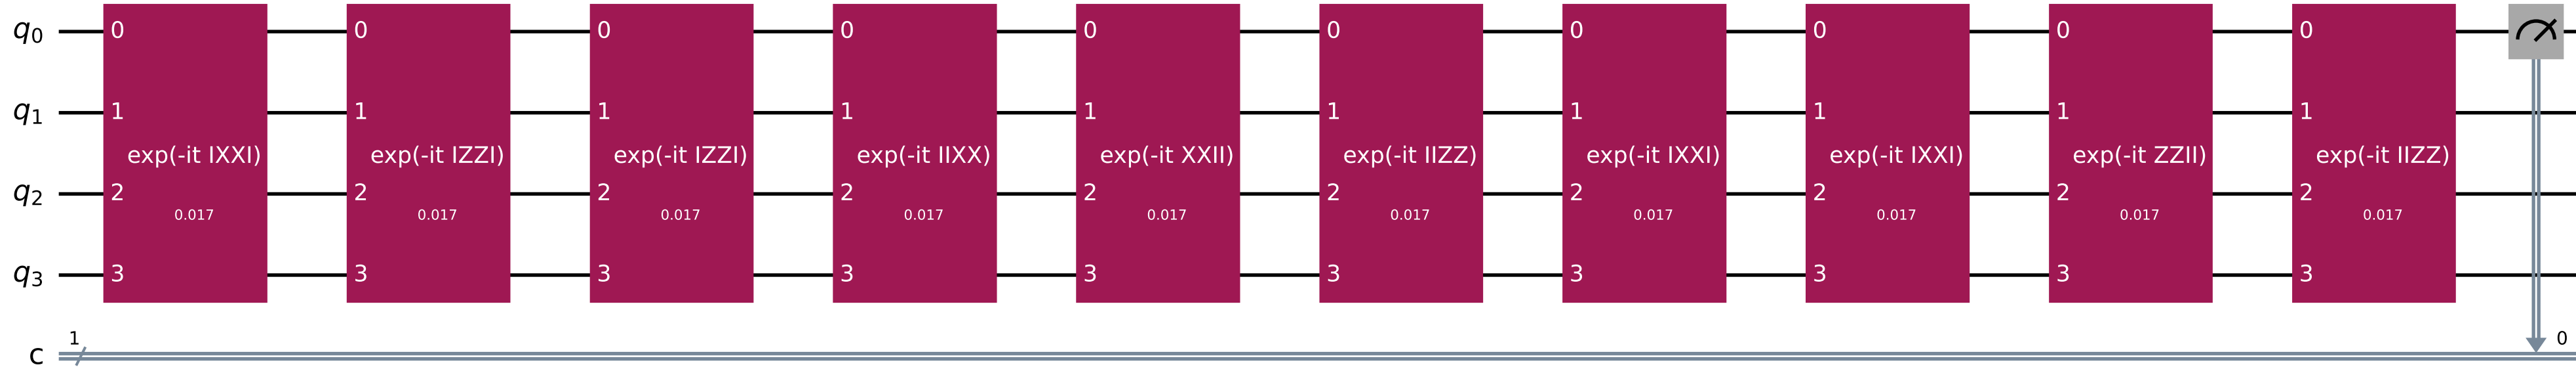 q0 0 0 0 0 0 0 0 0 0 0
q1 1 1 1 1 1 1 1 1 1 1
exp(-it IXXI) exp(-it IZZI) exp(-it IZZI) exp(-it IIXX) exp(-it XXII) exp(-it IIZZ) exp(-it IXXI) exp(-it IXXI) exp(-it ZZII) exp(-it IIZZ)
q2 2 2 2 2 2 2 2 2 2 2
0.017 0.017 0.017 0.017 0.017 0.017 0.017 0.017 0.017 0.017
q3 3 3 3 3 3 3 3 3 3 3
1 0
c